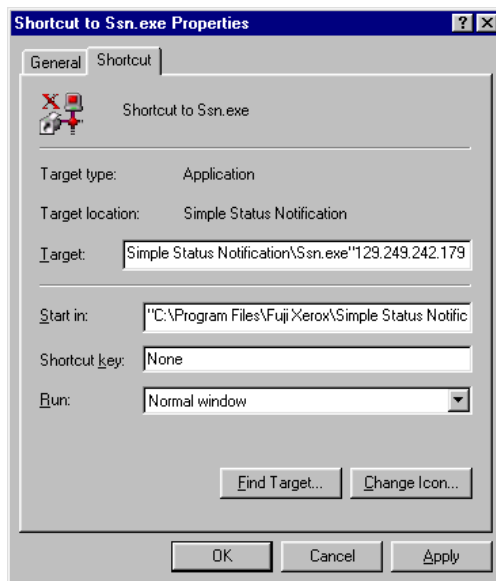 Shortcut to Ssn.exe Properties
General Shortcut
Shortcut to Ssn.exe
Target type: Application
Target location: Simple Status Notification
Target: Simple Status Notification\Ssn.exe"129.249.242.179
Start in: "C:\Program Files\Fuji Xerox\Simple Status Notific
Shortcut key: None
Run: Normal window
Find Target... Change Icon...
OK Cancel Apply